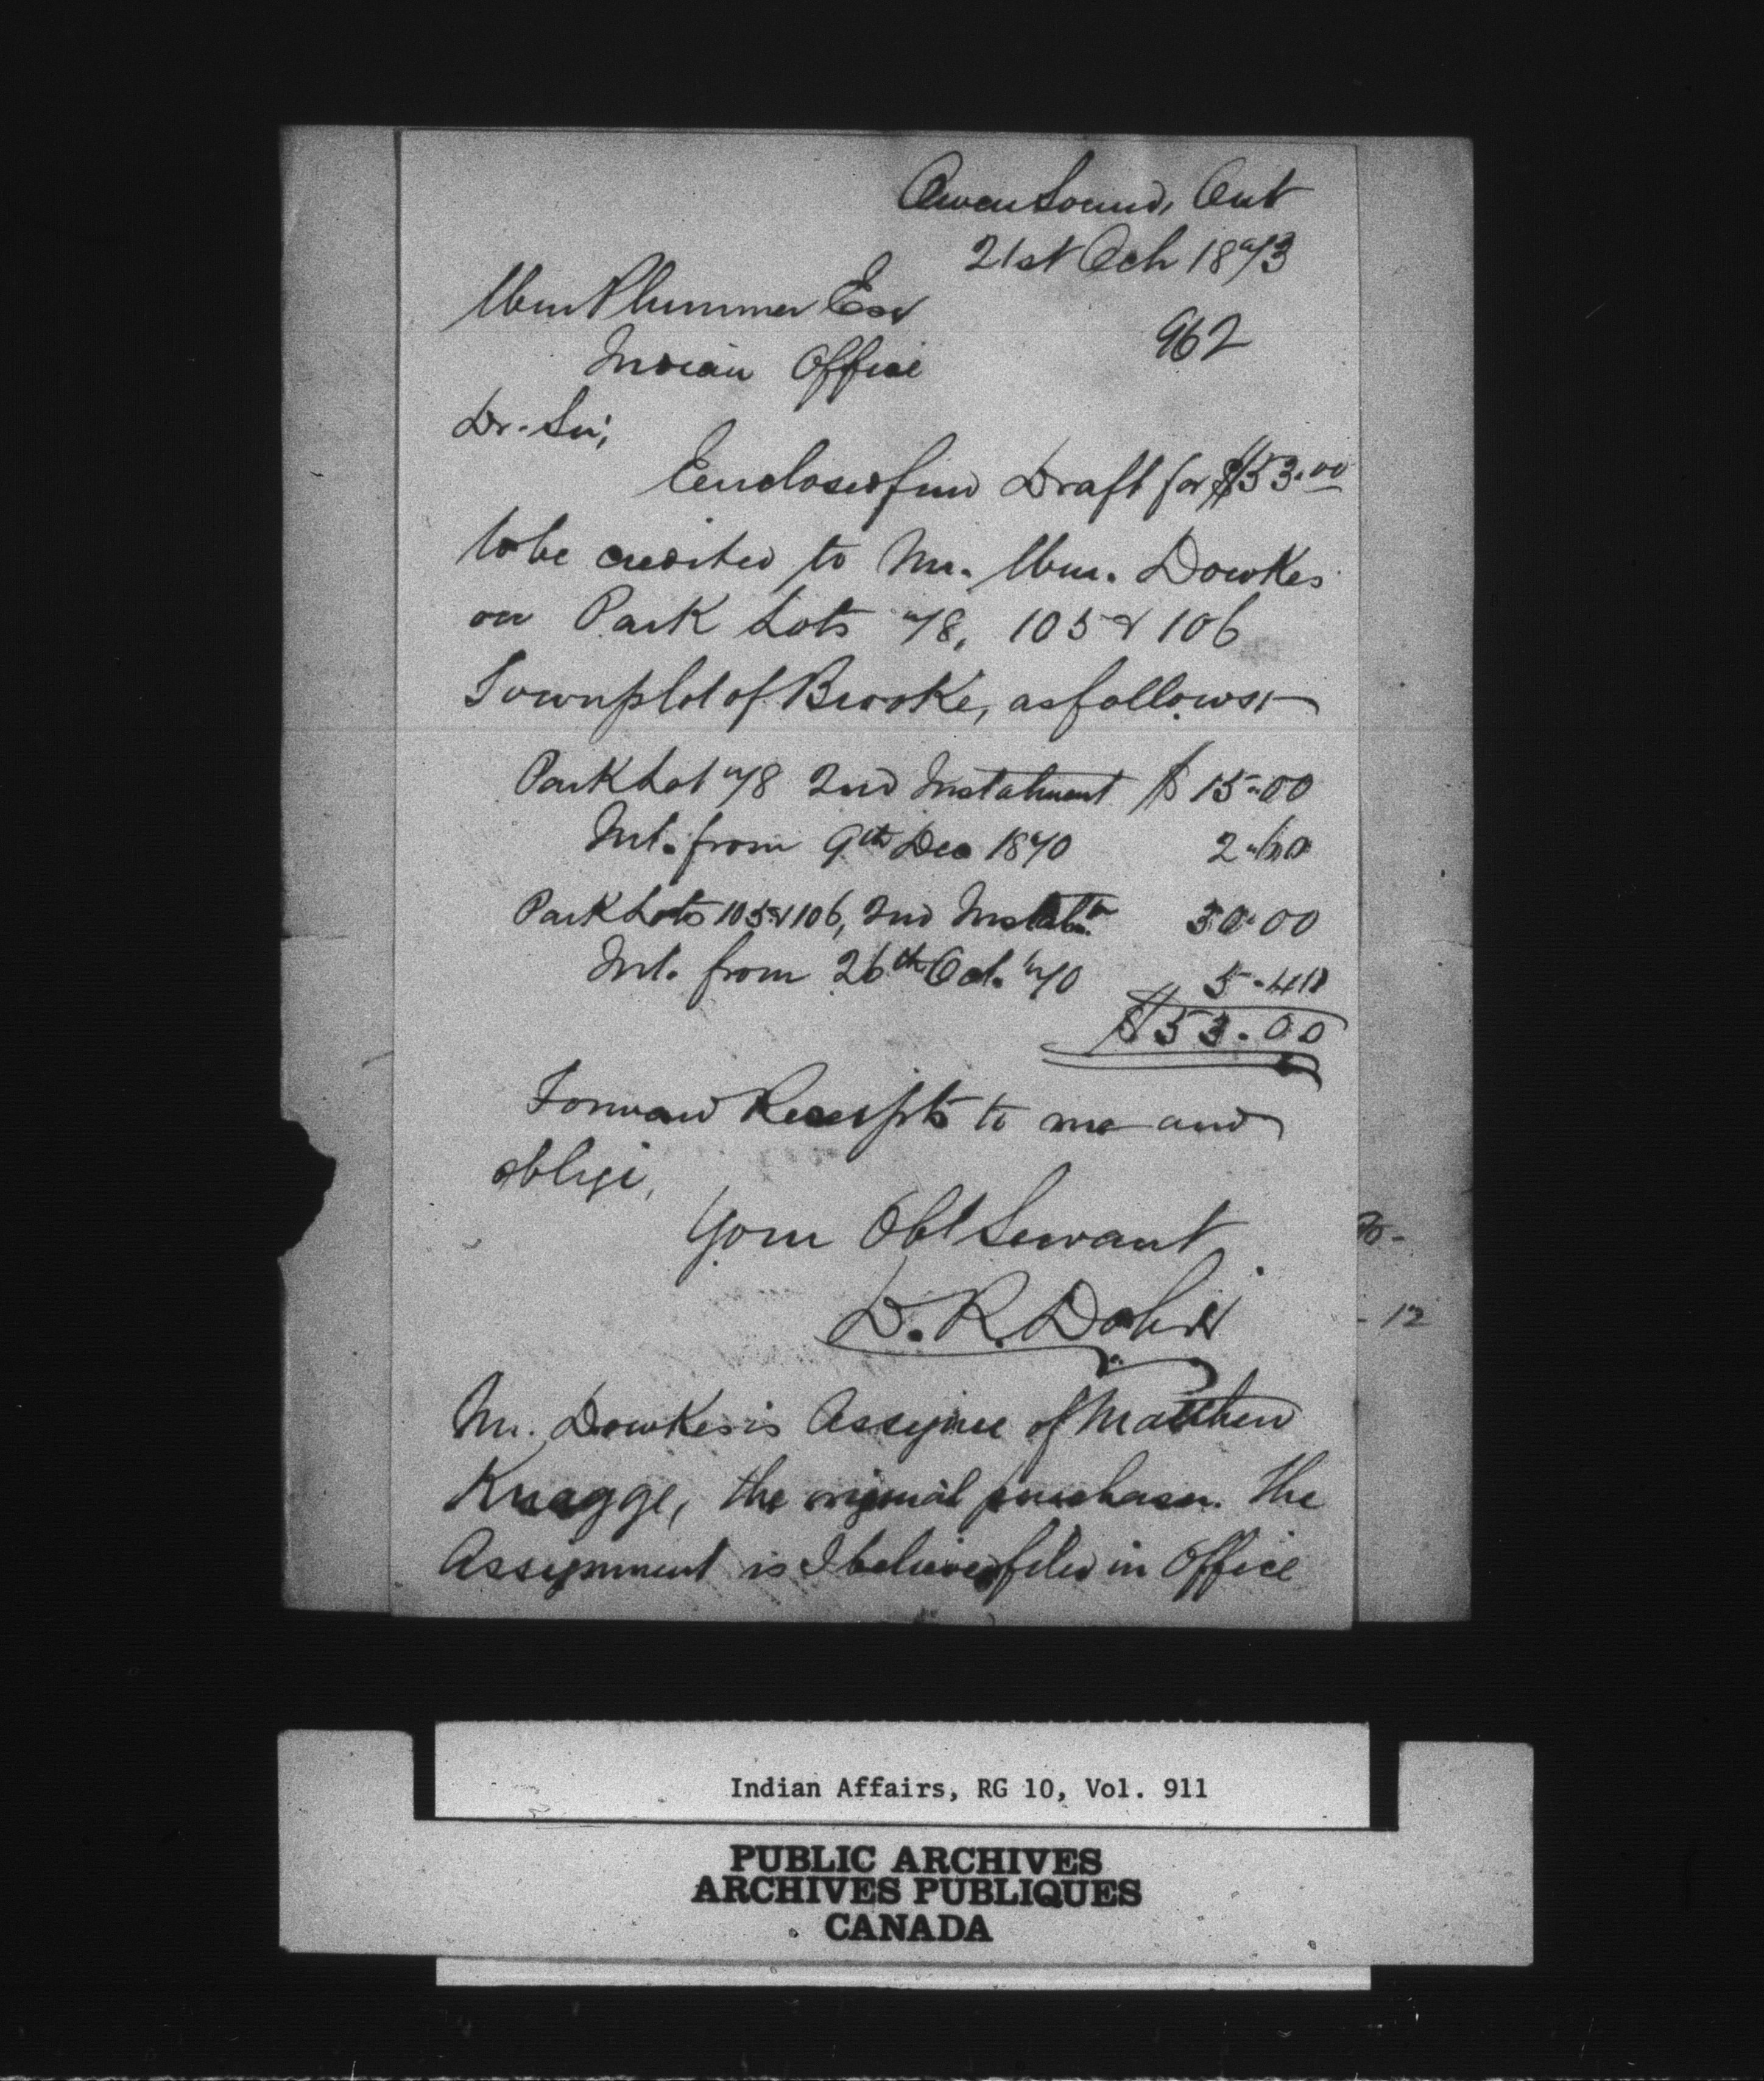 Owen Sound, Ont
21st Oct 1873
Wm Plummer Esq
962
Indian Office
Dr. Sir,
Enclosed find Draft for $53.00
to be credited to Mr. Wm. Dowkes
on Park Lots 78, 105 & 106
Townplot of Brooke, as follows:—
Park Lot 78 2nd Instalment $ 15.00
Int. from 9th Dec 1870 2.60
Park Lots 105 & 106, 2nd Instalm. 30.00
Int. from 26th Oct. 70 5.40
$53.00
Forward Receipts to me and
oblige,
Your Obt Servant
D. R. Dobie
Mr. Dowkes is Assignee of Matthew
Knagge, the original purchaser. The
Assignment is I believe filed in Office
- 12
Indian Affairs, RG 10, Vol. 911
PUBLIC ARCHIVES
ARCHIVES PUBLIQUES
CANADA